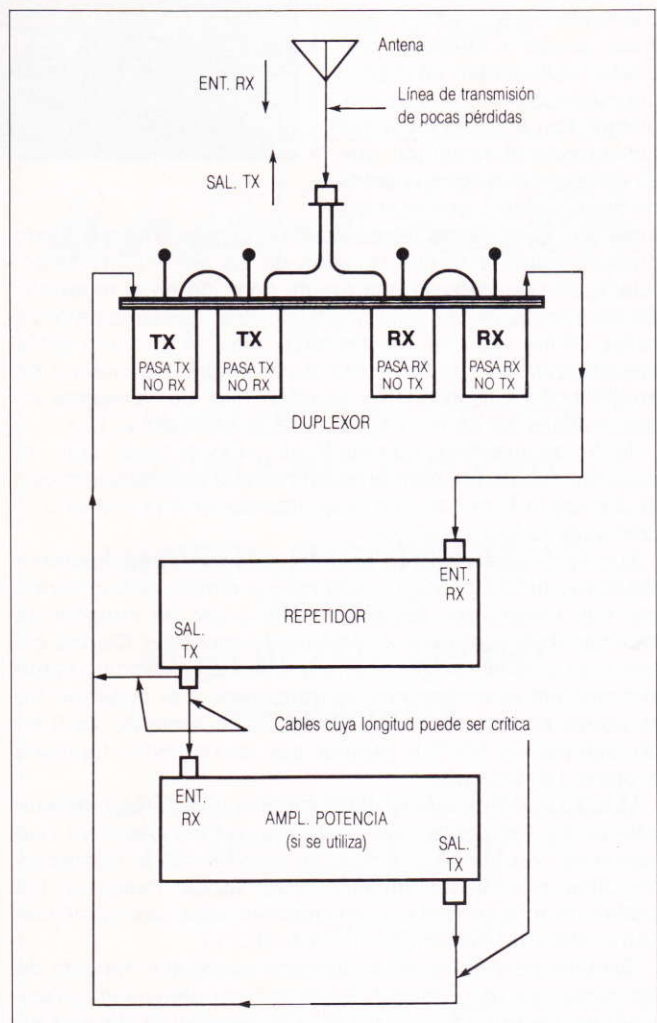 Antena
ENT. RX
Línea de transmisión
de pocas pérdidas
SAL. TX
TX
TX
RX
RX
PASA TX
NO RX
PASA TX
NO RX
PASA RX
NO TX
PASA RX
NO TX
DUPLEXOR
ENT.
RX
REPETIDOR
SAL.
TX
Cables cuya longitud puede ser crítica
ENT.
RX
AMPL. POTENCIA
(si se utiliza)
SAL.
TX